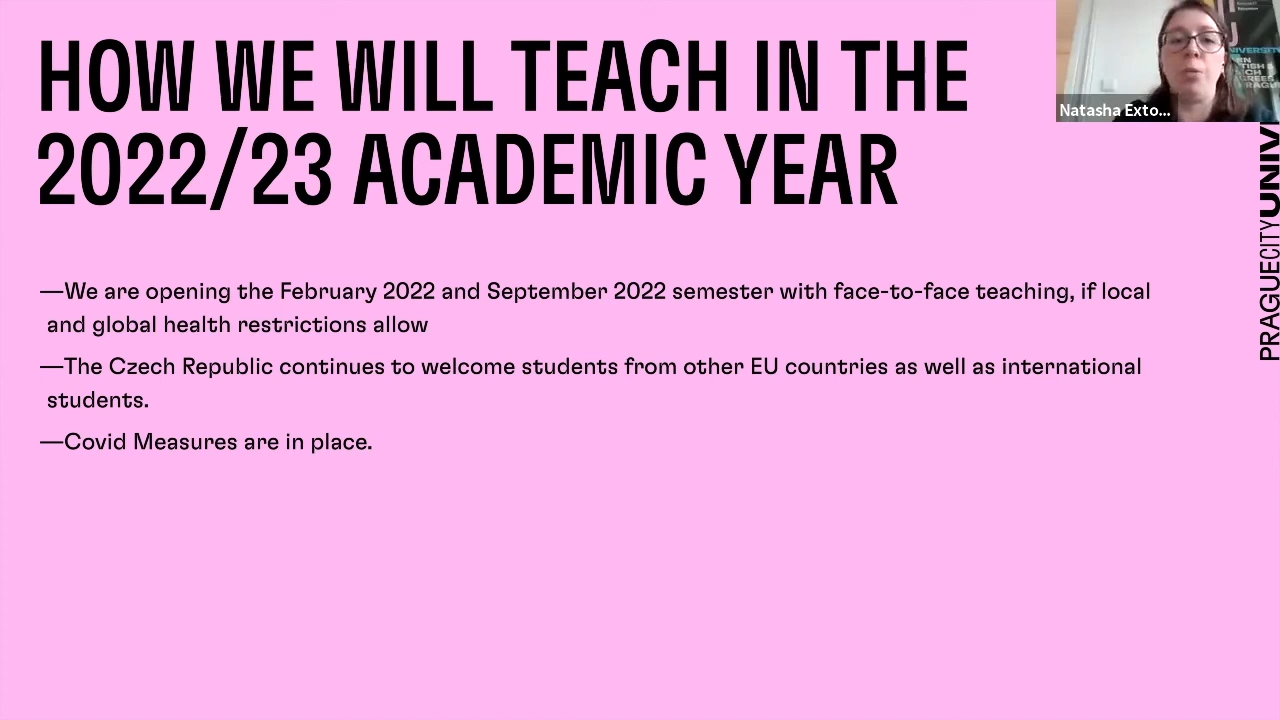 HOW WE WILL TEACH IN THE
2022/23 ACADEMIC YEAR
Natasha Exto...
—We are opening the February 2022 and September 2022 semester with face-to-face teaching, if local
and global health restrictions allow
—The Czech Republic continues to welcome students from other EU countries as well as international
students.
—Covid Measures are in place.
PRAGUECITYUNIV